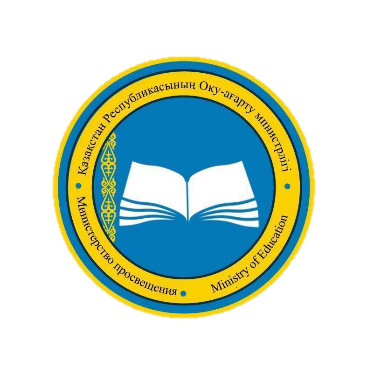 Қазақстан Республикасының Оқу-ағарту министрлігі
Министерство просвещения
Ministry of Education